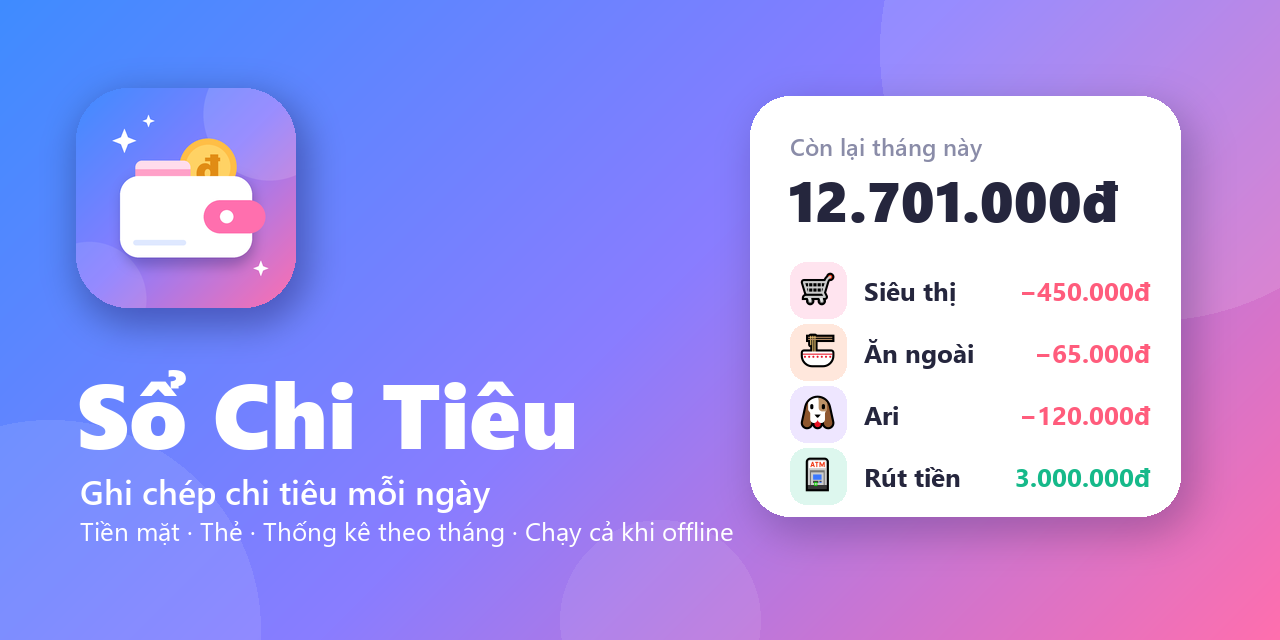 đ
Sổ Chi Tiêu
Ghi chép chi tiêu mỗi ngày
Tiền mặt · Thẻ · Thống kê theo tháng · Chạy cả khi offline
Còn lại tháng này
12.701.000đ
Siêu thị −450.000đ
Ăn ngoài −65.000đ
Ari −120.000đ
ATM
Rút tiền 3.000.000đ